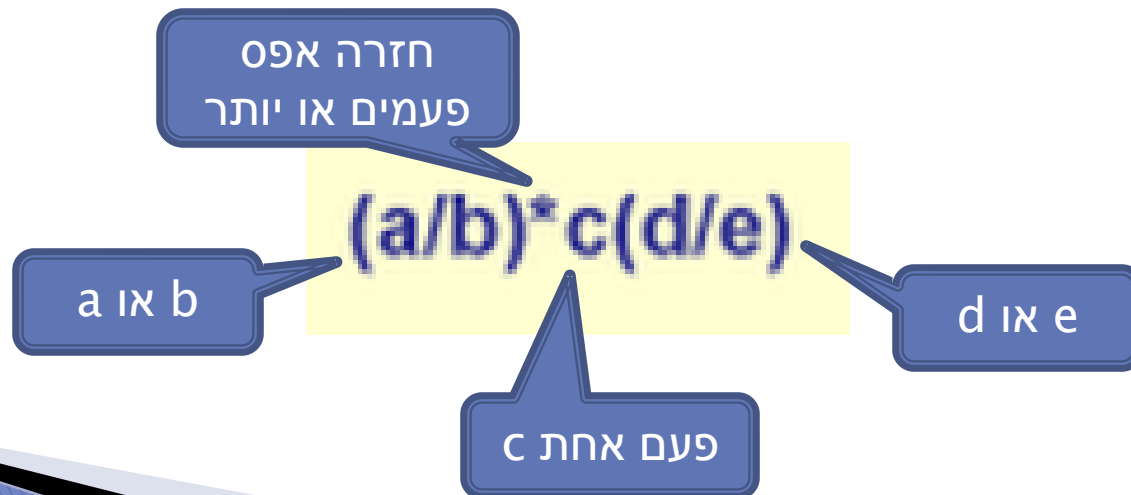 חזרה אפס
פעמים או יותר
(a/b)*c(d/e)
a או b
d או e
פעם אחת c